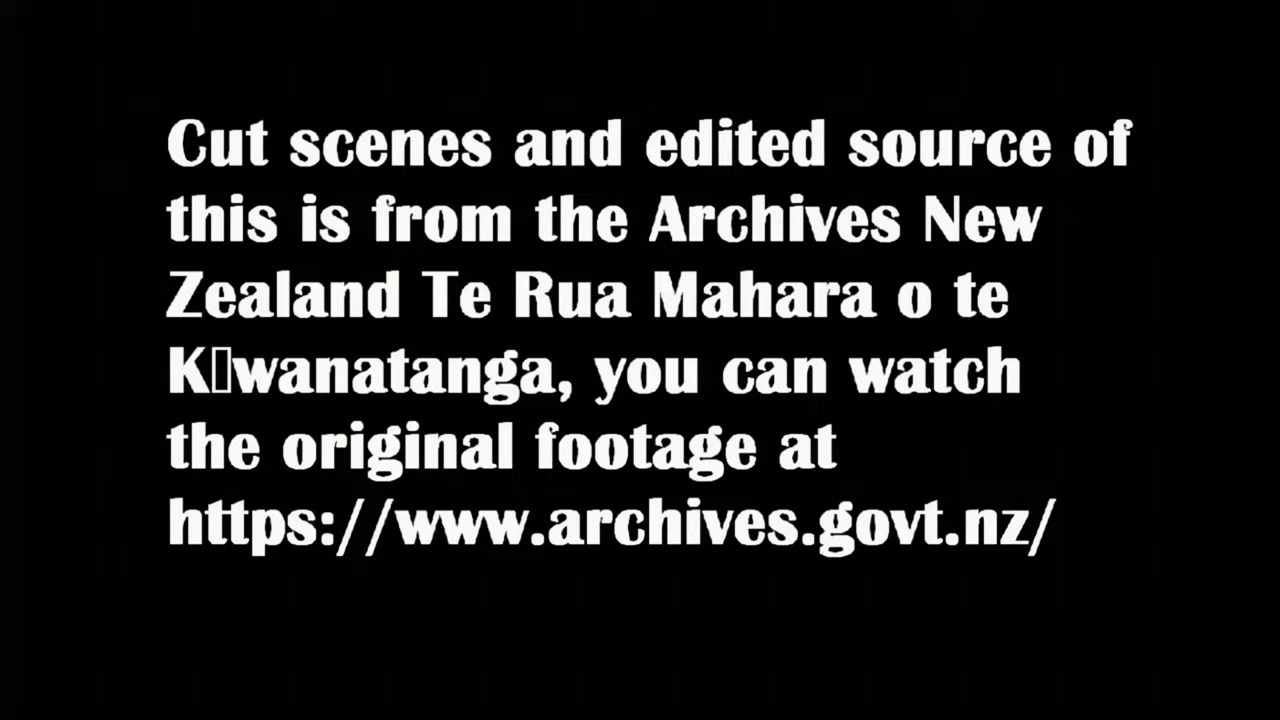 Cut scenes and edited source of
this is from the Archives New
Zealand Te Rua Mahara o te
K▯wanatanga, you can watch
the original footage at
https://www.archives.govt.nz/